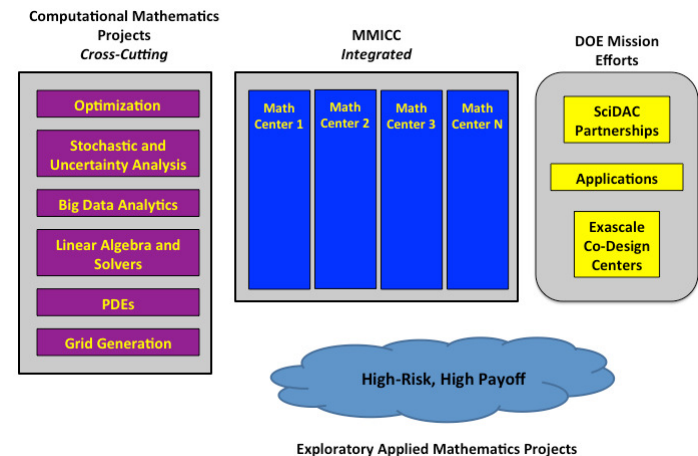 Computational Mathematics
Projects
Cross-Cutting
Optimization
Stochastic and
Uncertainty Analysis
Big Data Analytics
Linear Algebra and
Solvers
PDEs
Grid Generation
MMICC
Integrated
Math
Center 1
Math
Center 2
Math
Center 3
Math
Center N
DOE Mission
Efforts
SciDAC
Partnerships
Applications
Exascale
Co-Design
Centers
High-Risk, High Payoff
Exploratory Applied Mathematics Projects